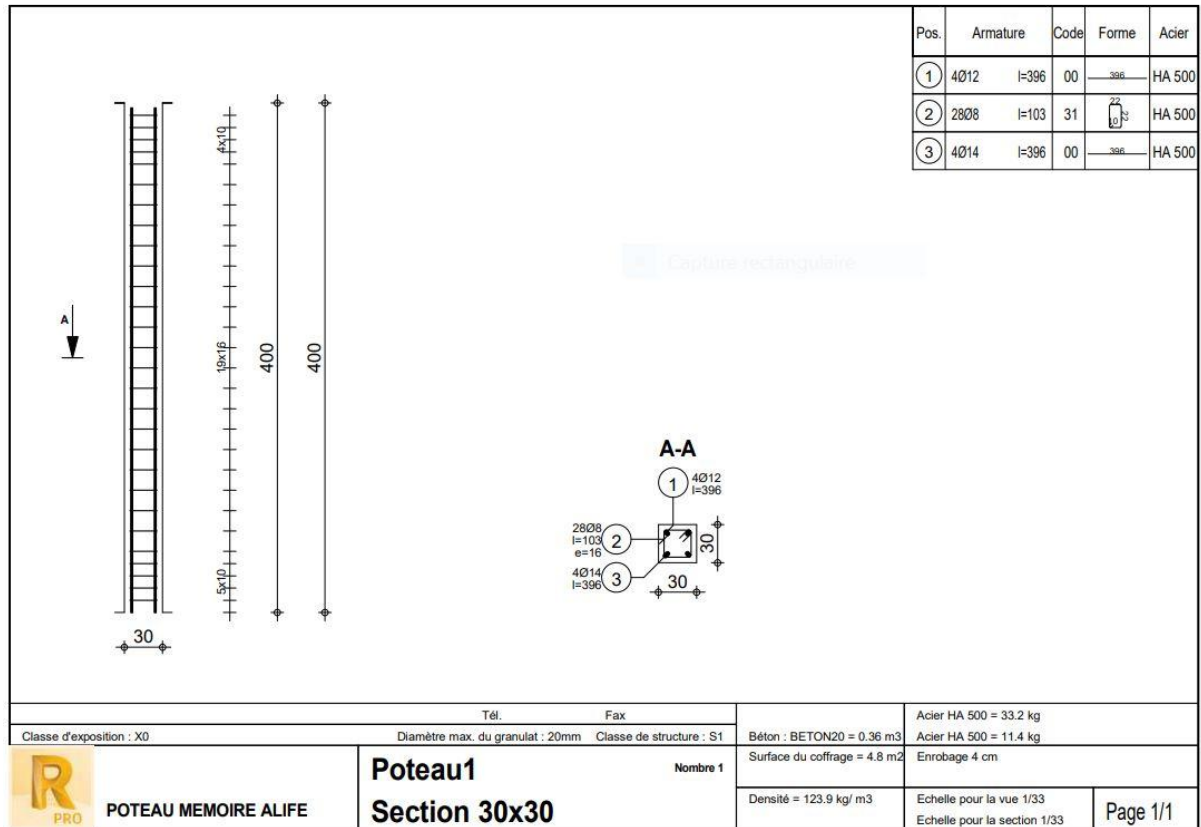 Pos. Armature Code Forme Acier
1 4Ø12 l=396 00 396 HA 500
2 28Ø8 l=103 31 22 22 10 HA 500
3 4Ø14 l=396 00 396 HA 500
Capture rectangulaire
4x10
19x16
5x10
400
400
A
30
A-A
1 4Ø12
l=396
28Ø8
l=103
e=16
2
4Ø14
l=396
3
30
30
Tél. Fax
Classe d'exposition : X0
Diamètre max. du granulat : 20mm Classe de structure : S1
Béton : BETON20 = 0.36 m3
Acier HA 500 = 33.2 kg
Acier HA 500 = 11.4 kg
Surface du coffrage = 4.8 m2
Enrobage 4 cm
Densité = 123.9 kg/ m3
Echelle pour la vue 1/33
Echelle pour la section 1/33
Page 1/1
R
PRO
POTEAU MEMOIRE ALIFE
Poteau1
Nombre 1
Section 30x30